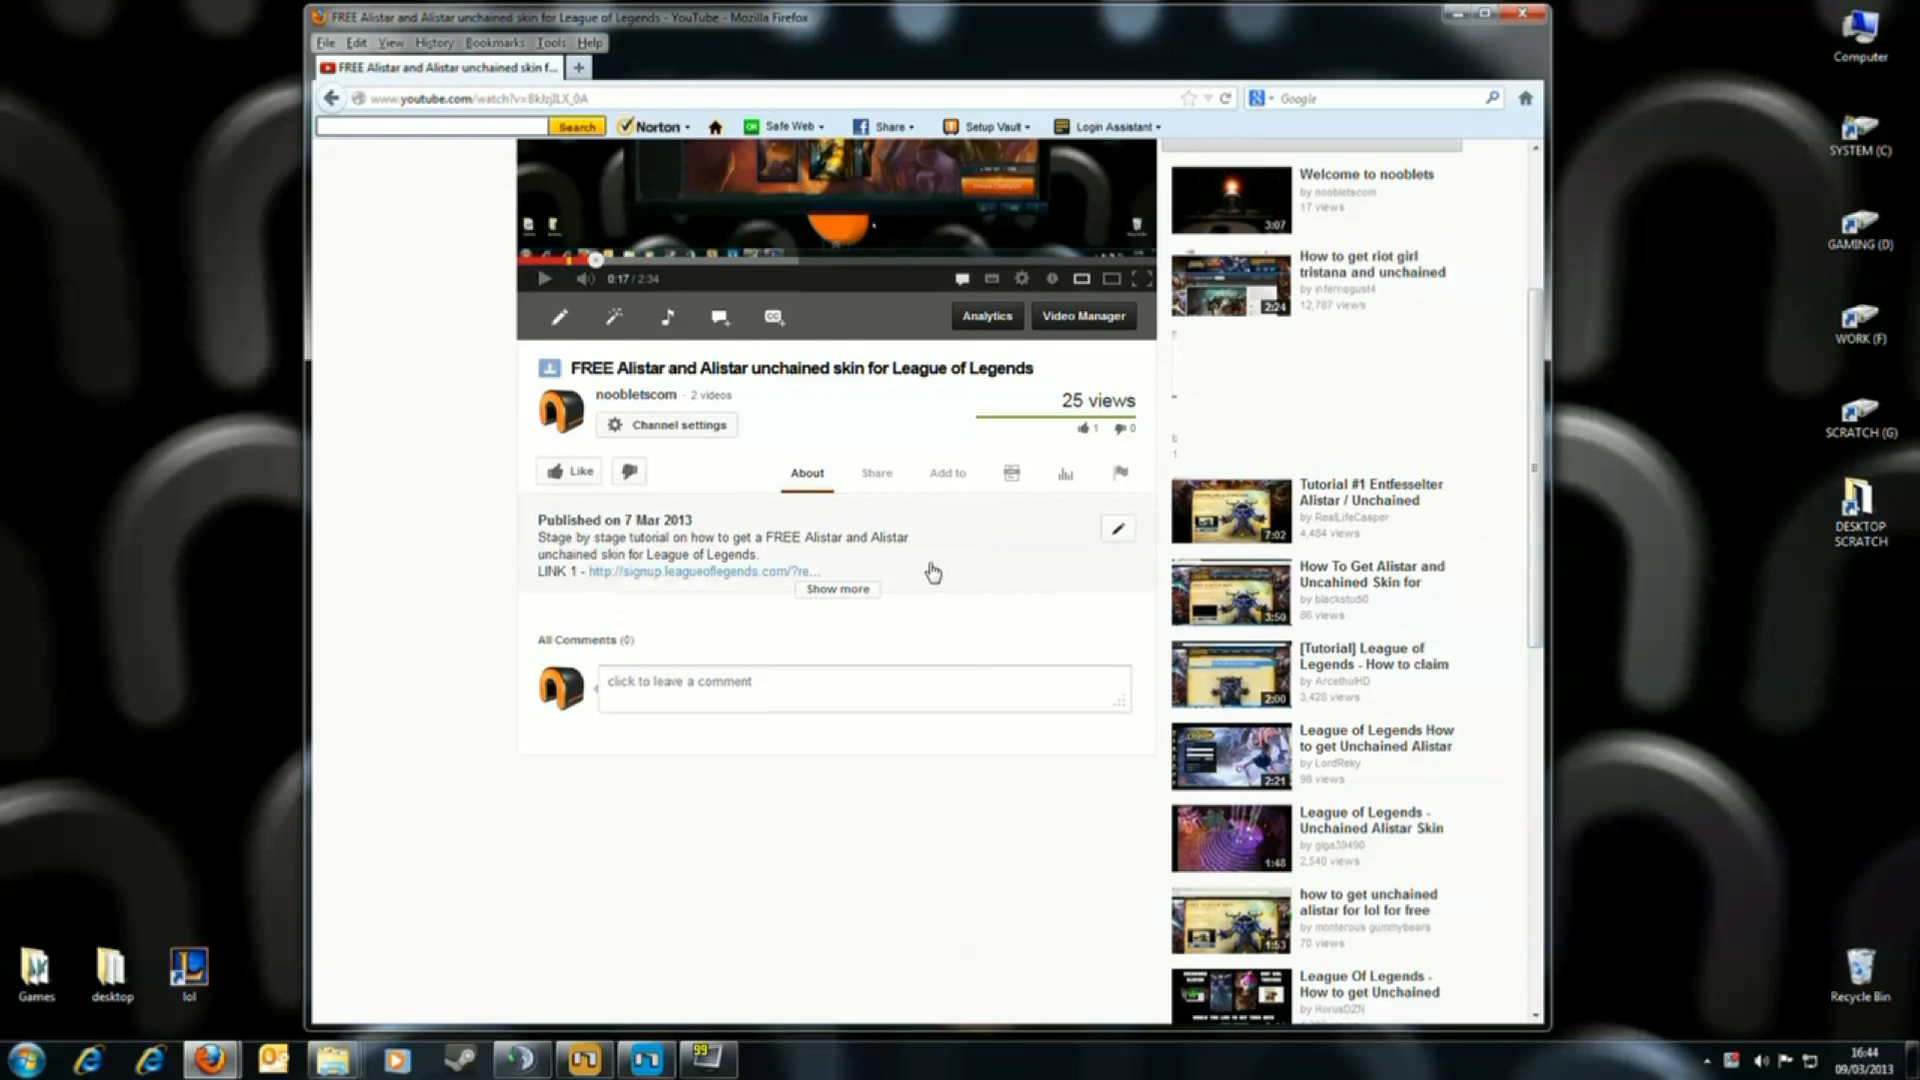 FREE Alistar and Alistar unchained skin for League of Legends - YouTube - Mozilla Firefox
File Edit View History Bookmarks Tools Help
FREE Alistar and Alistar unchained skin f...
Google
Search Norton Safe Web Share Setup Vault Login Assistant
0:17 / 2:34
Analytics Video Manager
FREE Alistar and Alistar unchained skin for League of Legends
noobletscom · 2 videos
25 views
Channel settings
1 0
Like
About Share Add to
Published on 7 Mar 2013
Stage by stage tutorial on how to get a FREE Alistar and Alistar
unchained skin for League of Legends.
LINK 1 - http://signup.leagueoflegends.com/?re...
Show more
All Comments (0)
click to leave a comment
Welcome to nooblets
by noobletscom
17 views
3:07
How to get riot girl
tristana and unchained
by infernogust4
12,787 views
2:24
Tutorial #1 Entfesselter
Alistar / Unchained
by RealLifeCasper
4,484 views
7:02
How To Get Alistar and
Uncahined Skin for
by blackstudi0
86 views
3:50
[Tutorial] League of
Legends - How to claim
by ArcethuiHD
3,428 views
2:00
League of Legends How
to get Unchained Alistar
by LordReky
98 views
2:21
League of Legends -
Unchained Alistar Skin
by giga39490
2,540 views
1:48
how to get unchained
alistar for lol for free
by monterous gummybears
70 views
1:53
League Of Legends -
How to get Unchained
by HorusDZN
Computer
SYSTEM (C)
GAMING (D)
WORK (F)
SCRATCH (G)
DESKTOP
SCRATCH
Recycle Bin
Games
desktop
lol
99
16:44
09/03/2013